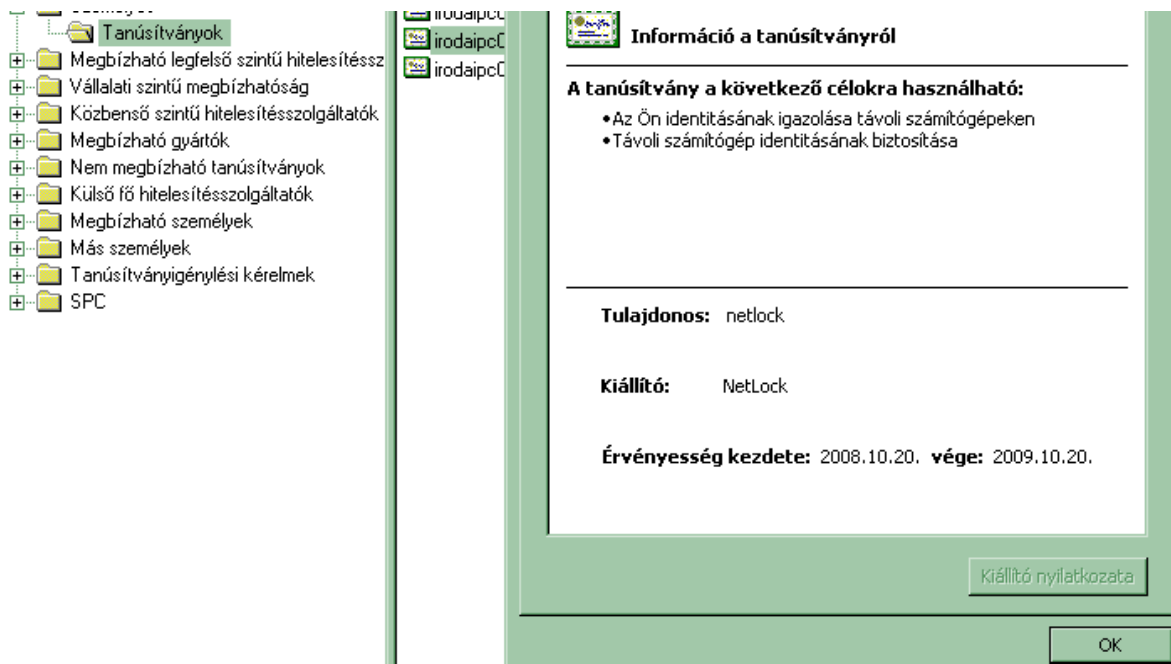 Tanúsítványok
Megbízható legfelső szintű hitelesítéssz
Vállalati szintű megbízhatóság
Közbenső szintű hitelesítésszolgáltatók
Megbízható gyártók
Nem megbízható tanúsítványok
Külső fő hitelesítésszolgáltatók
Megbízható személyek
Más személyek
Tanúsítványigénylési kérelmek
SPC
irodaipc0
irodaipc0
Információ a tanúsítványról
A tanúsítvány a következő célokra használható:
•Az Ön identitásának igazolása távoli számítógépeken
•Távoli számítógép identitásának biztosítása
Tulajdonos: netlock
Kiállító: NetLock
Érvényesség kezdete: 2008.10.20. vége: 2009.10.20.
Kiállító nyilatkozata
OK